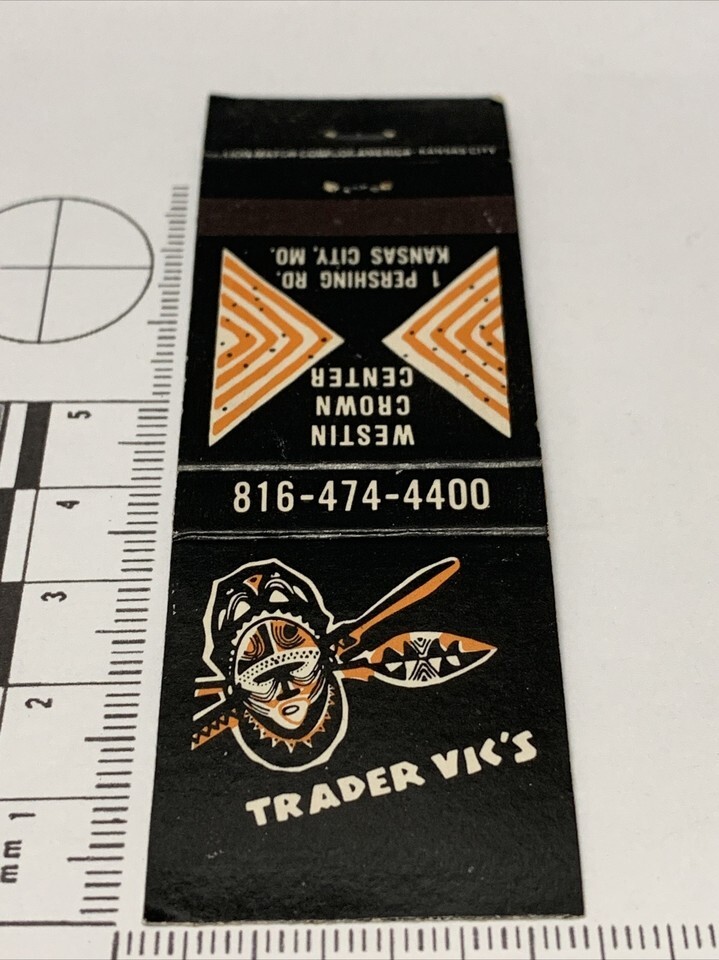 LION MATCH CORP. OF AMERICA - KANSAS CITY
WESTIN
CROWN
CENTER
1 PERSHING RD.
KANSAS CITY, MO.
816-474-4400
TRADER VIC'S
5
4
3
2
1
mm